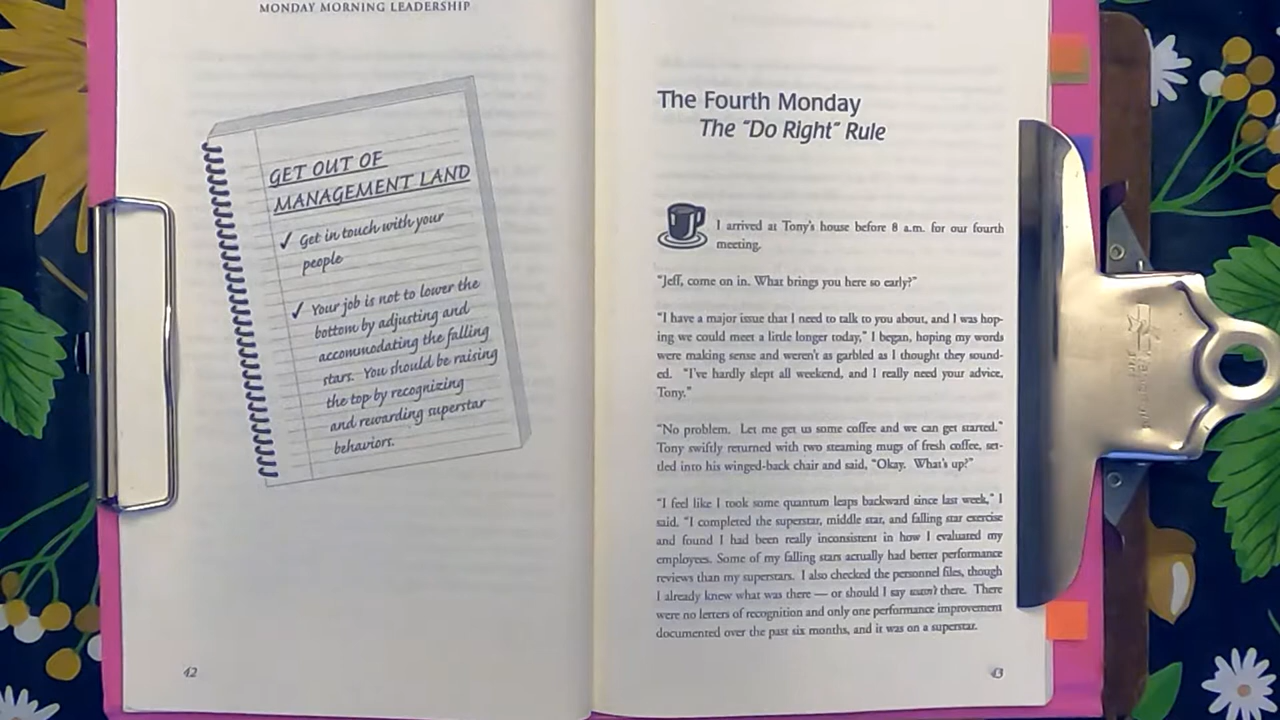 MONDAY MORNING LEADERSHIP
GET OUT OF
MANAGEMENT LAND
✓ Get in touch with your
people
✓ Your job is not to lower the
bottom by adjusting and
accommodating the falling
stars. You should be raising
the top by recognizing
and rewarding superstar
behaviors.
42
The Fourth Monday
The “Do Right” Rule
I arrived at Tony's house before 8 a.m. for our fourth
meeting.
“Jeff, come on in. What brings you here so early?”
“I have a major issue that I need to talk to you about, and I was hop-
ing we could meet a little longer today,” I began, hoping my words
were making sense and weren't as garbled as I thought they sound-
ed. “I've hardly slept all weekend, and I really need your advice,
Tony.”
“No problem. Let me get us some coffee and we can get started.”
Tony swiftly returned with two steaming mugs of fresh coffee, set-
tled into his winged-back chair and said, “Okay. What's up?”
“I feel like I took some quantum leaps backward since last week,” I
said. “I completed the superstar, middle star, and falling star exercise
and found I had been really inconsistent in how I evaluated my
employees. Some of my falling stars actually had better performance
reviews than my superstars. I also checked the personnel files, though
I already knew what was there — or should I say wasn't there. There
were no letters of recognition and only one performance improvement
documented over the past six months, and it was on a superstar.
43